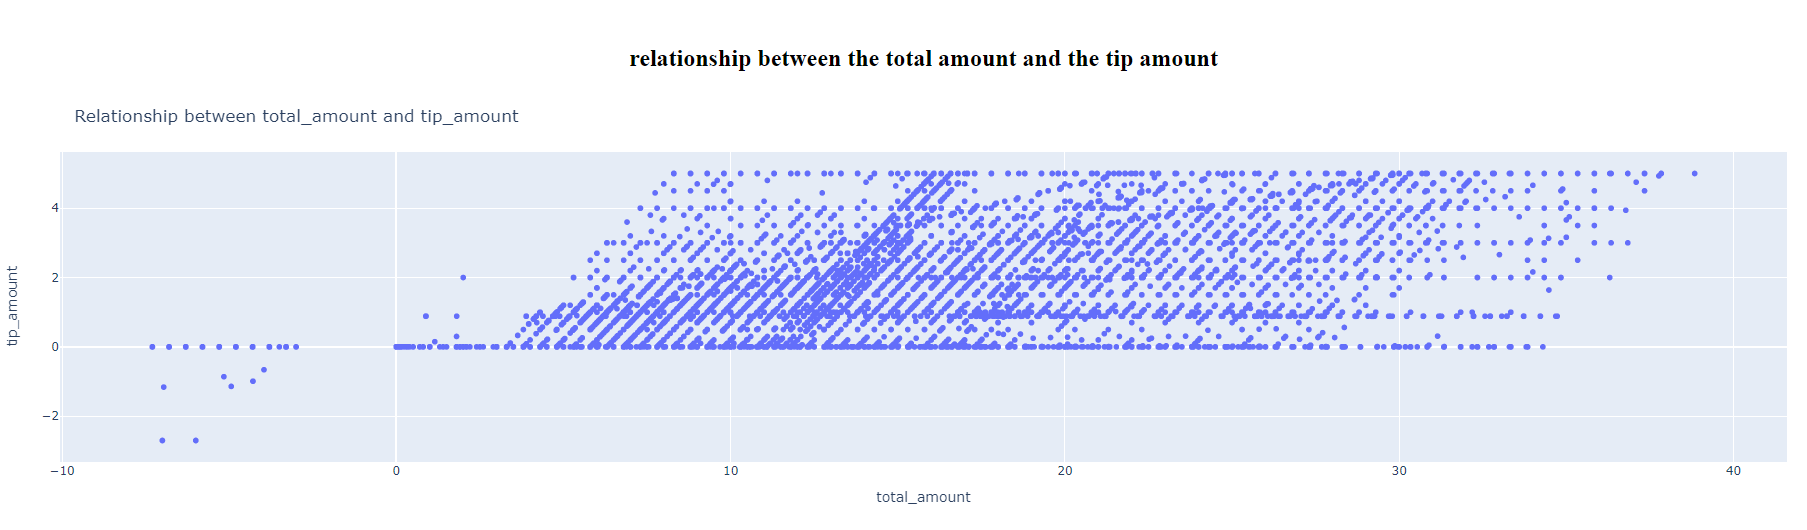 relationship between the total amount and the tip amount
Relationship between total_amount and tip_amount
tip_amount
4
2
0
−2
−10
0
10
20
30
40
total_amount